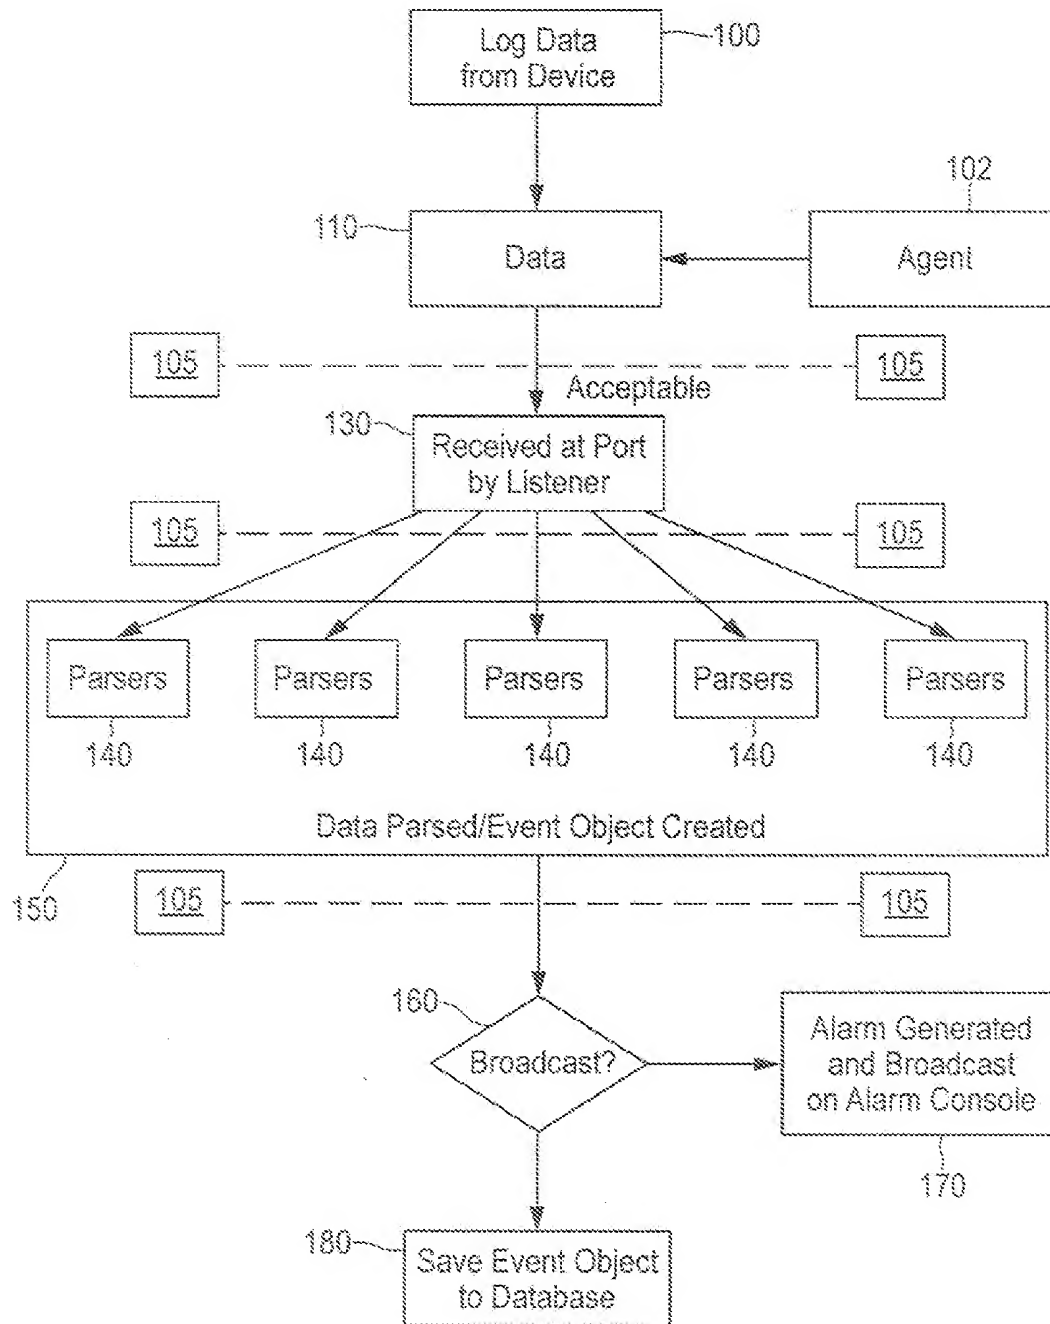 Log Data
from Device
100
102
110
Data
Agent
105
105
Acceptable
130
Received at Port
by Listener
105
105
Parsers
Parsers
Parsers
Parsers
Parsers
140
140
140
140
140
Data Parsed/Event Object Created
150
105
105
160
Broadcast?
Alarm Generated
and Broadcast
on Alarm Console
170
180
Save Event Object
to Database